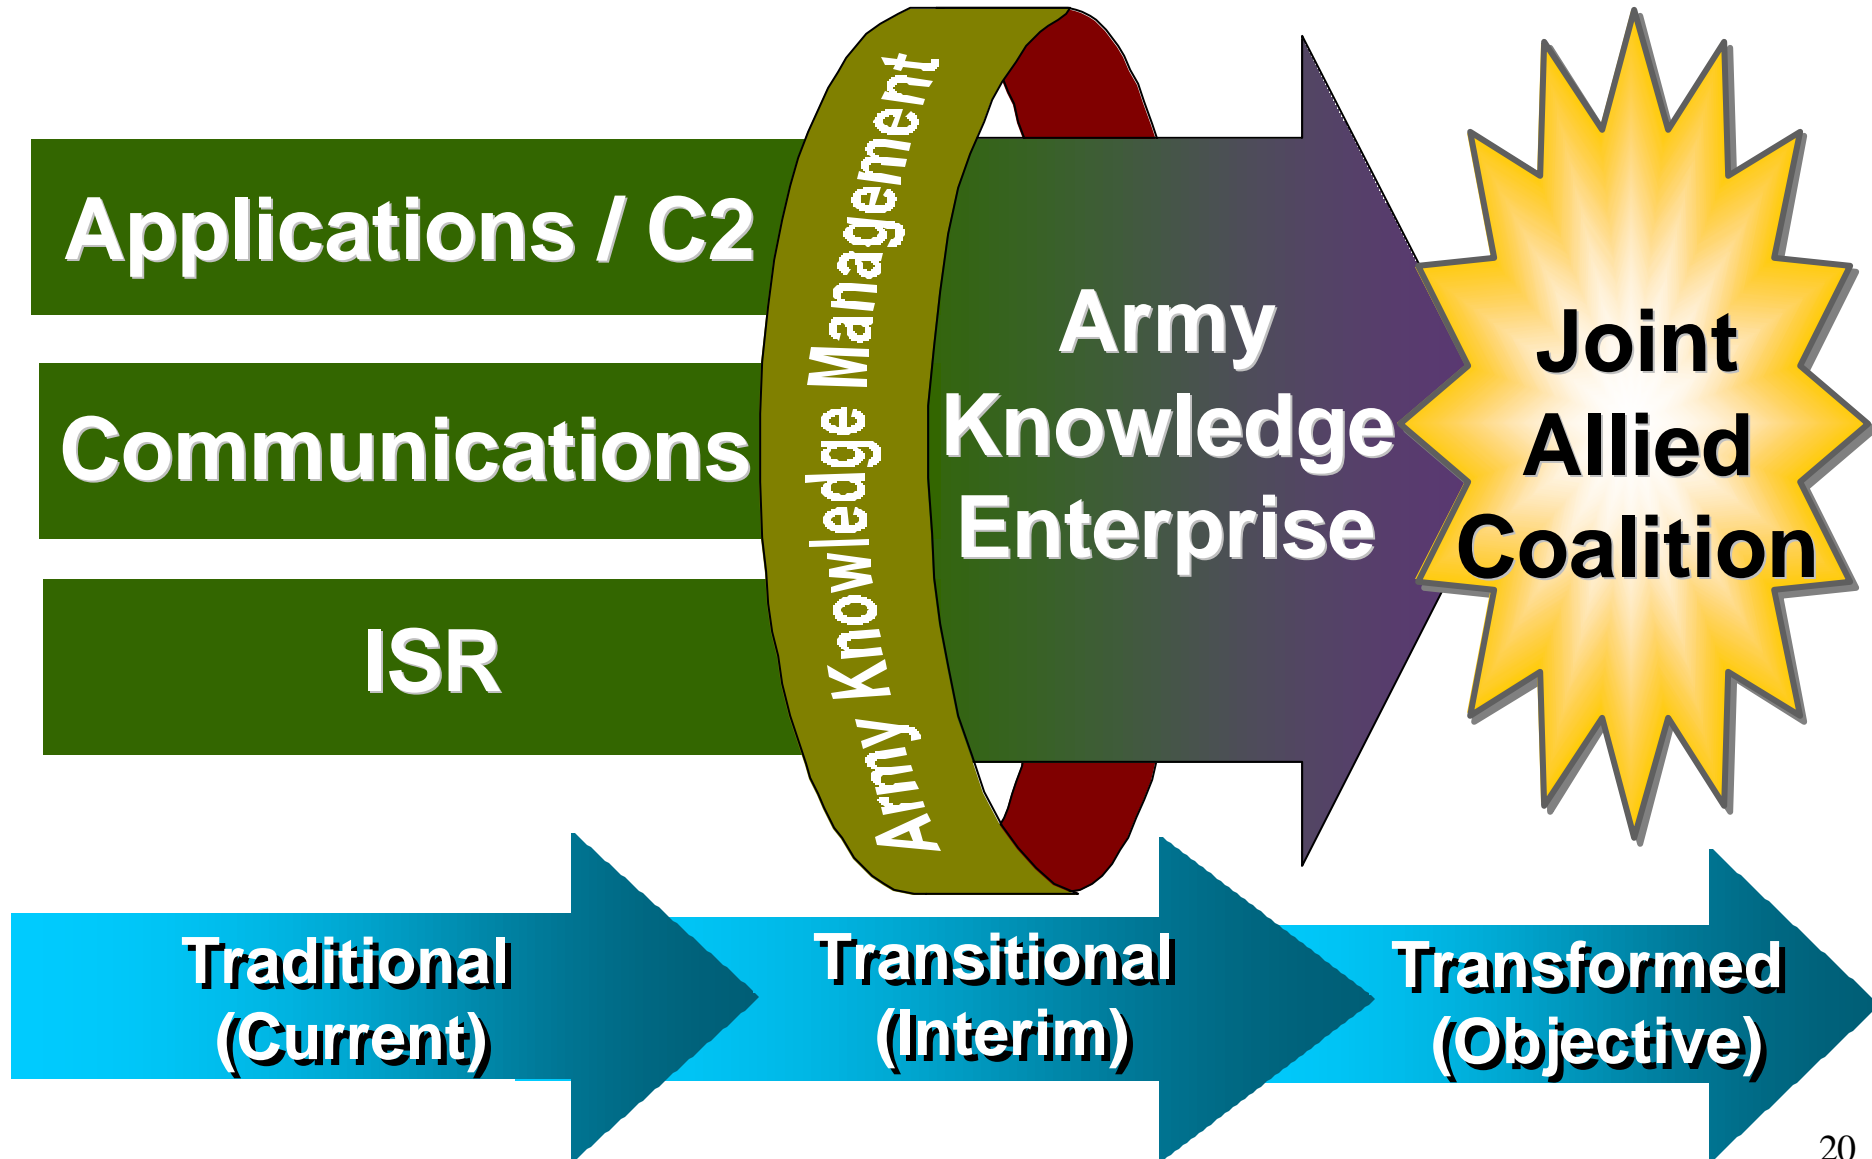 Applications / C2
Communications
ISR
Army Knowledge Management
Army
Knowledge
Enterprise
Joint
Allied
Coalition
Traditional
(Current)
Transitional
(Interim)
Transformed
(Objective)
20